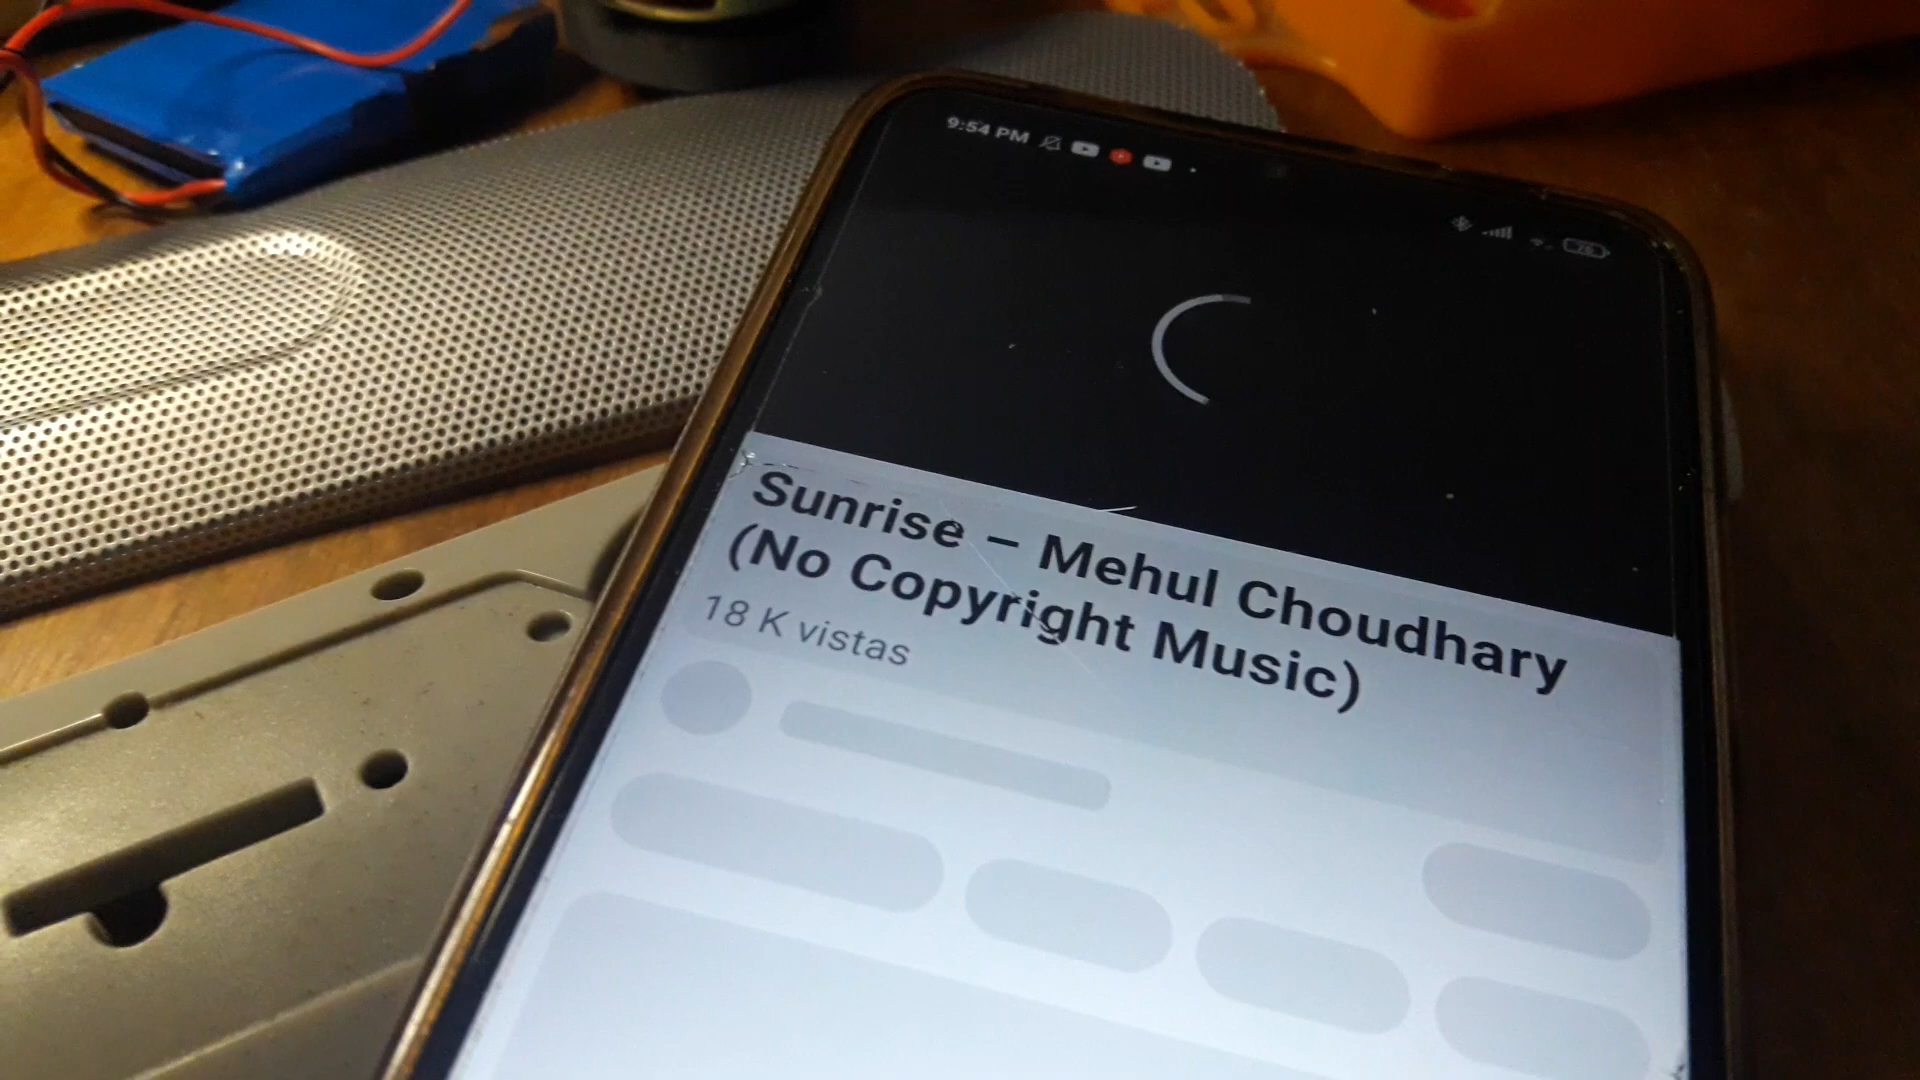 9:54 PM
Sunrise – Mehul Choudhary
(No Copyright Music)
18 K vistas